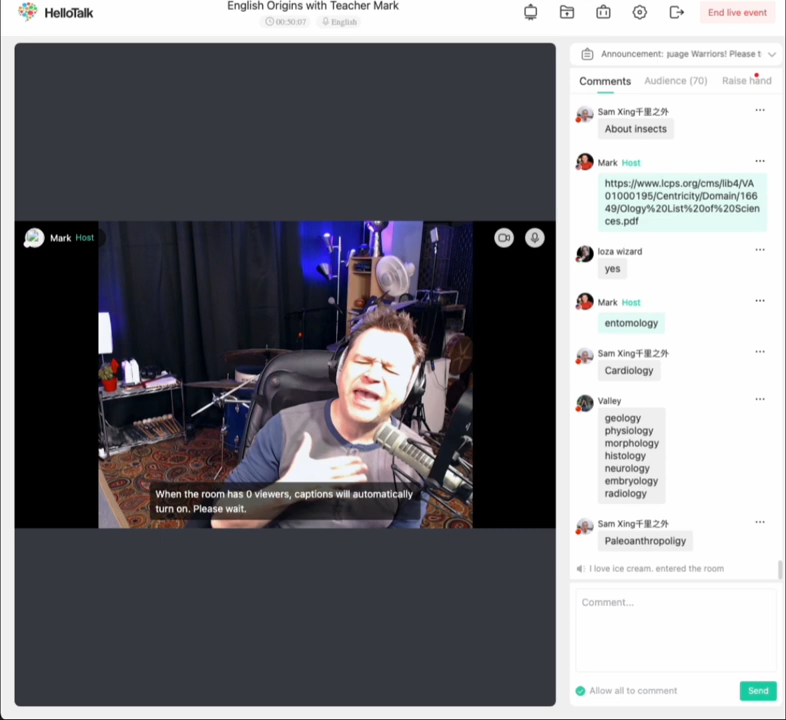 HelloTalk
English Origins with Teacher Mark
00:50:07 English
End live event
Announcement: guage Warriors! Please t
Comments Audience (70) Raise hand
Sam Xing千里之外
About insects
Mark Host
https://www.lcps.org/cms/lib4/VA
01000195/Centricity/Domain/166
49/Ology%20List%20of%20Scien
ces.pdf
loza wizard
yes
Mark Host
entomology
Sam Xing千里之外
Cardiology
Valley
geology
physiology
morphology
histology
neurology
embryology
radiology
Sam Xing千里之外
Paleoanthropoligy
I love ice cream. entered the room
Comment...
Allow all to comment
Send
Mark Host
When the room has 0 viewers, captions will automatically
turn on. Please wait.